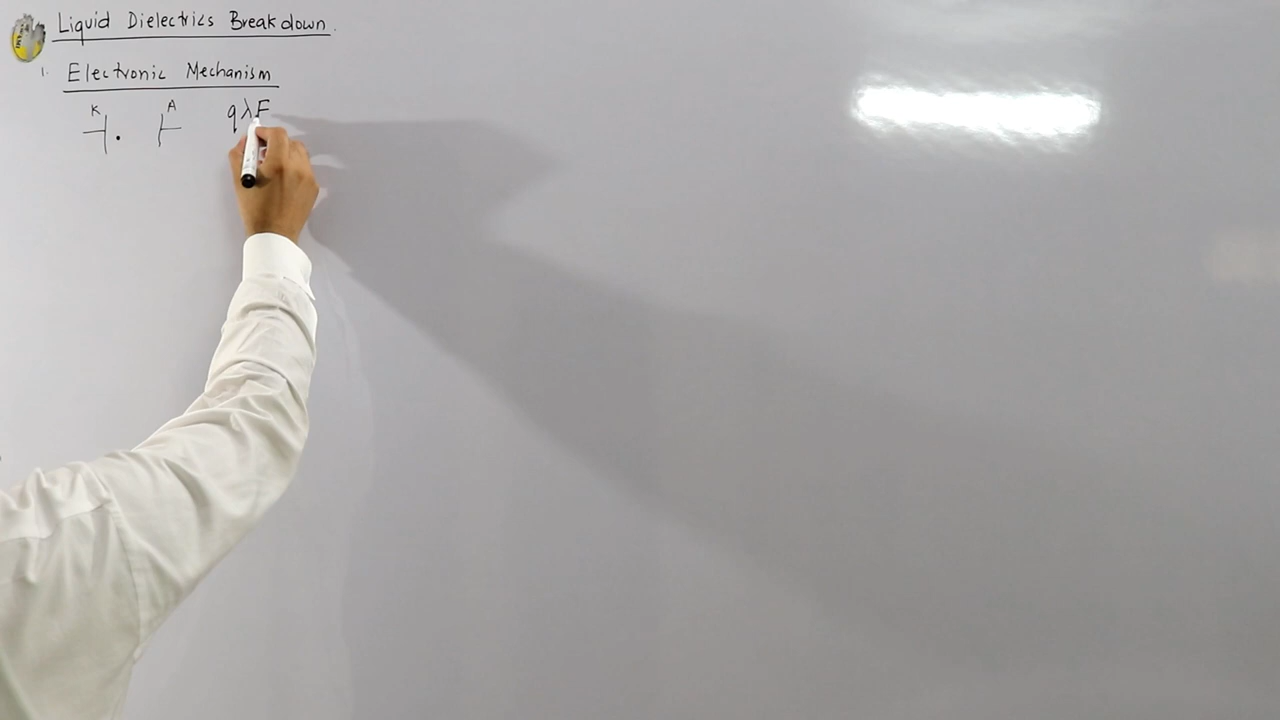 Liquid Dielectrics Breakdown.
1. Electronic Mechanism
K A qλE